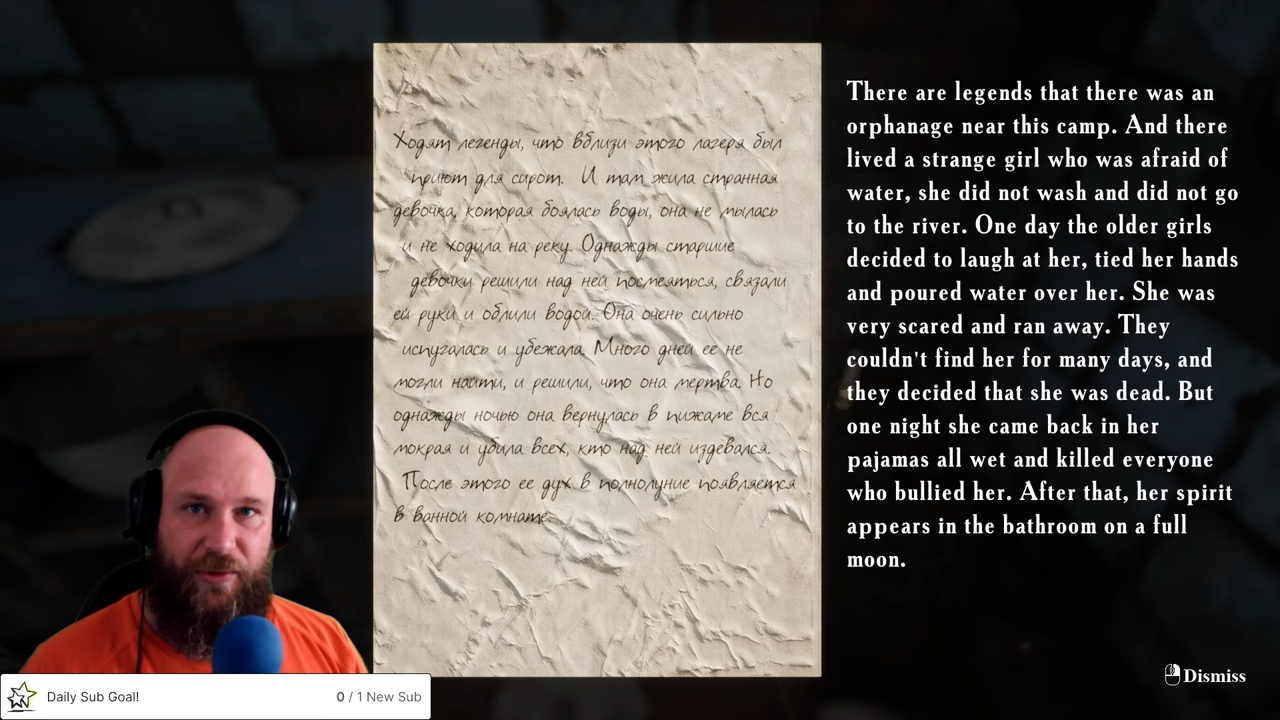 Ходят легенды, что вблизи этого лагеря был
приют для сирот. И там жила странная
девочка, которая боялась воды, она не мылась
и не ходила на реку. Однажды старшие
девочки решили над ней посмеяться, связали
ей руки и облили водой. Она очень сильно
испугалась и убежала. Много дней ее не
могли найти, и решили, что она мертва. Но
однажды ночью она вернулась в пижаме вся
мокрая и убила всех, кто над ней издевался.
После этого ее дух в полнолуние появляется
в ванной комнате.
There are legends that there was an
orphanage near this camp. And there
lived a strange girl who was afraid of
water, she did not wash and did not go
to the river. One day the older girls
decided to laugh at her, tied her hands
and poured water over her. She was
very scared and ran away. They
couldn't find her for many days, and
they decided that she was dead. But
one night she came back in her
pajamas all wet and killed everyone
who bullied her. After that, her spirit
appears in the bathroom on a full
moon.
Dismiss
Daily Sub Goal! 0 / 1 New Sub